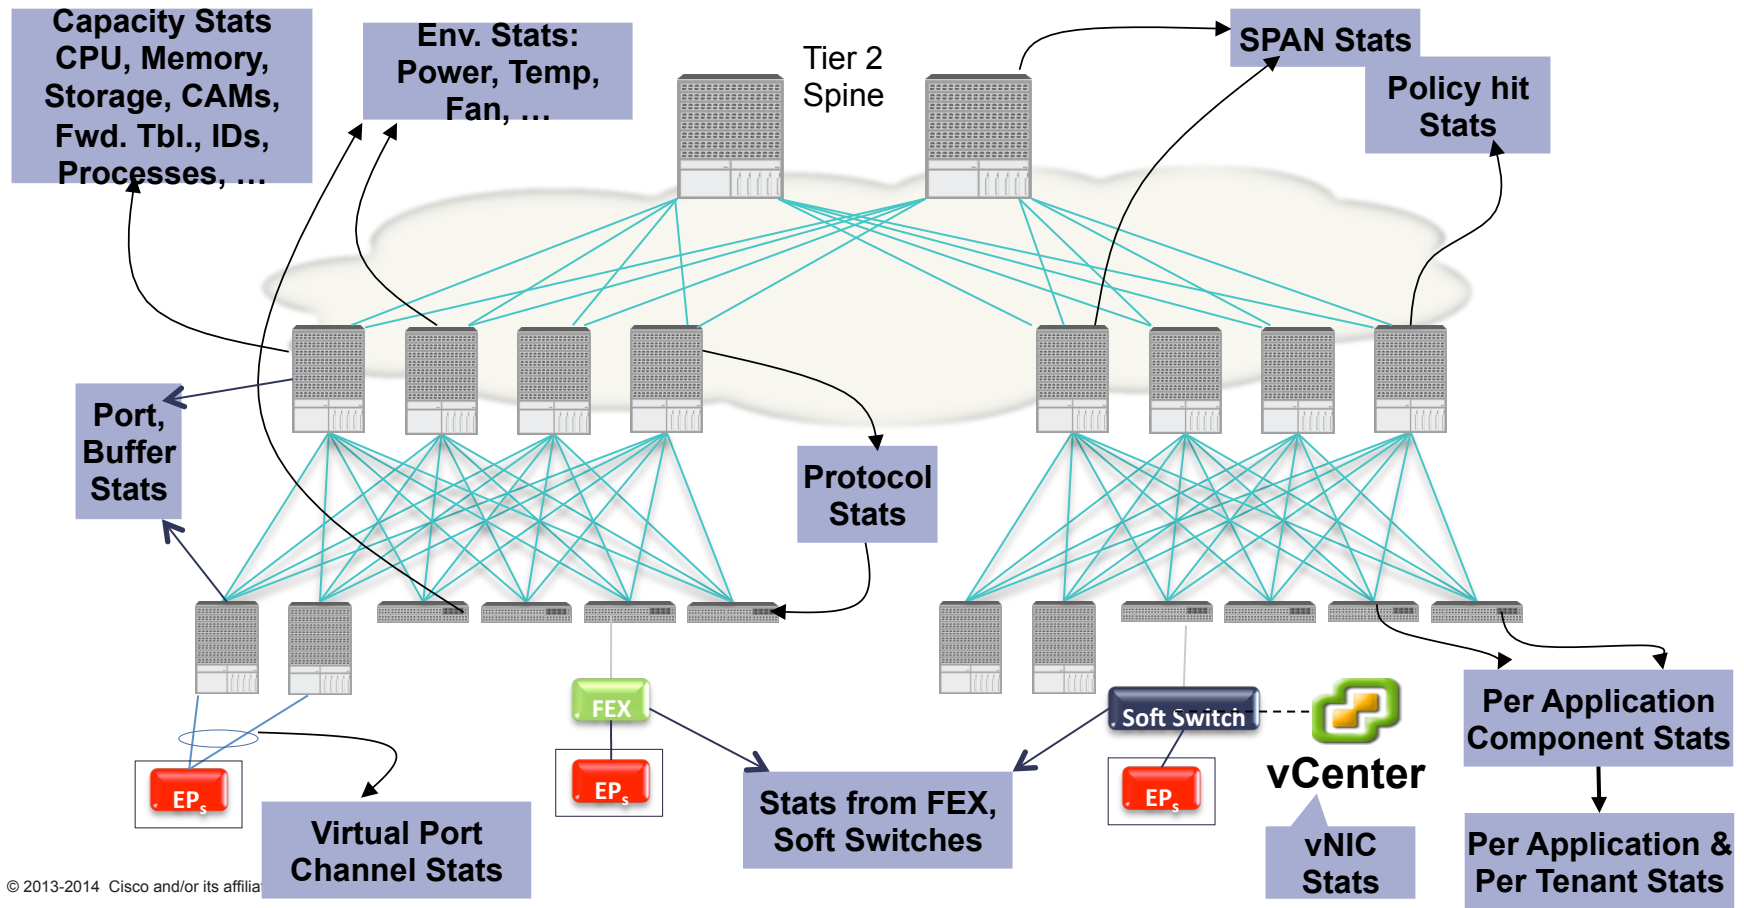 Capacity Stats
CPU, Memory,
Storage, CAMs,
Fwd. Tbl., IDs,
Processes, …
Env. Stats:
Power, Temp,
Fan, …
Tier 2
Spine
SPAN Stats
Policy hit
Stats
Port,
Buffer
Stats
Protocol
Stats
FEX
Soft Switch
EPs
EPs
EPs
vCenter
Per Application
Component Stats
Stats from FEX,
Soft Switches
Virtual Port
Channel Stats
vNIC
Stats
Per Application &
Per Tenant Stats
© 2013-2014 Cisco and/or its